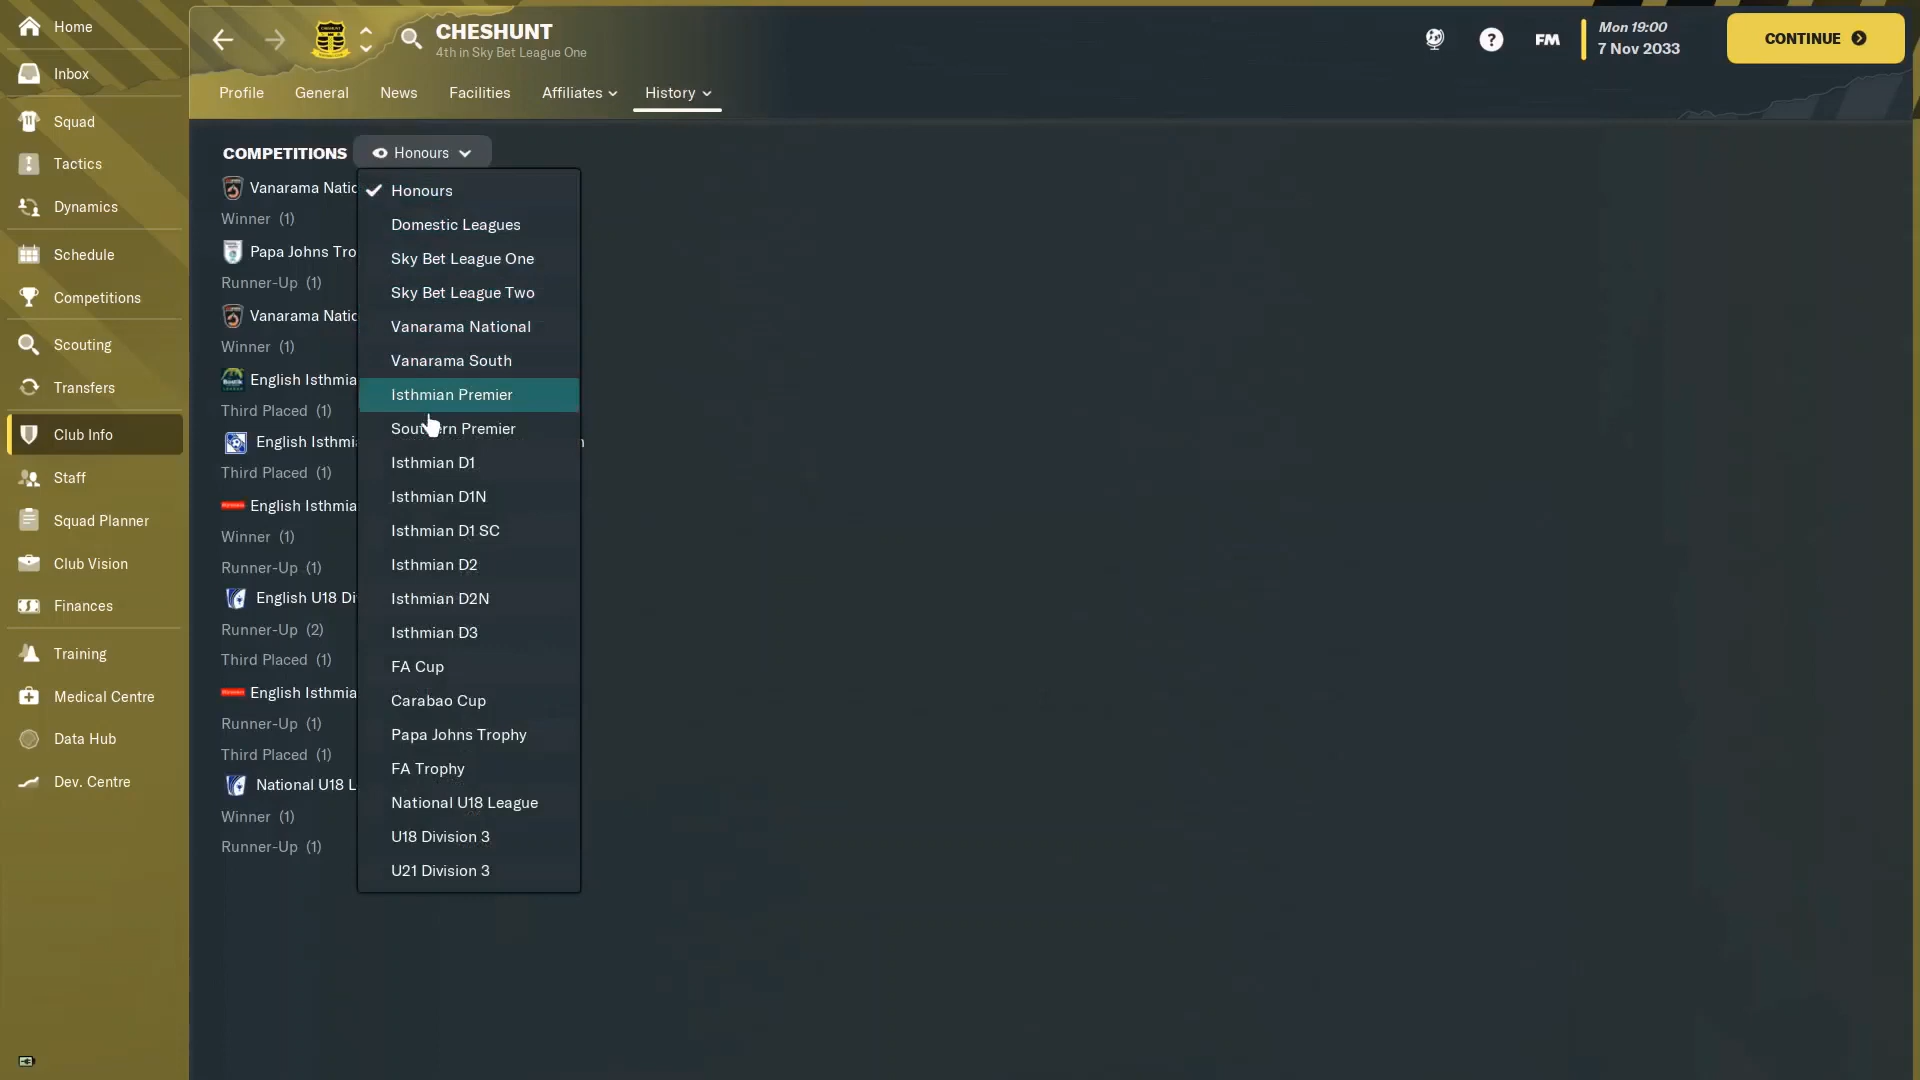 Home
Inbox
Squad
Tactics
Dynamics
Schedule
Competitions
Scouting
Transfers
Club Info
Staff
Squad Planner
Club Vision
Finances
Training
Medical Centre
Data Hub
Dev. Centre
CHESHUNT
4th in Sky Bet League One
FM
Mon 19:00
7 Nov 2033
CONTINUE
Profile General News Facilities Affiliates History
COMPETITIONS Honours
Vanarama Natio
Winner (1)
Papa Johns Tro
Runner-Up (1)
Vanarama Natio
Winner (1)
English Isthmia
Third Placed (1)
English Isthmi
Third Placed (1)
English Isthmia
Winner (1)
Runner-Up (1)
English U18 Di
Runner-Up (2)
Third Placed (1)
English Isthmia
Runner-Up (1)
Third Placed (1)
National U18 L
Winner (1)
Runner-Up (1)
Honours
Domestic Leagues
Sky Bet League One
Sky Bet League Two
Vanarama National
Vanarama South
Isthmian Premier
Southern Premier
Isthmian D1
Isthmian D1N
Isthmian D1 SC
Isthmian D2
Isthmian D2N
Isthmian D3
FA Cup
Carabao Cup
Papa Johns Trophy
FA Trophy
National U18 League
U18 Division 3
U21 Division 3